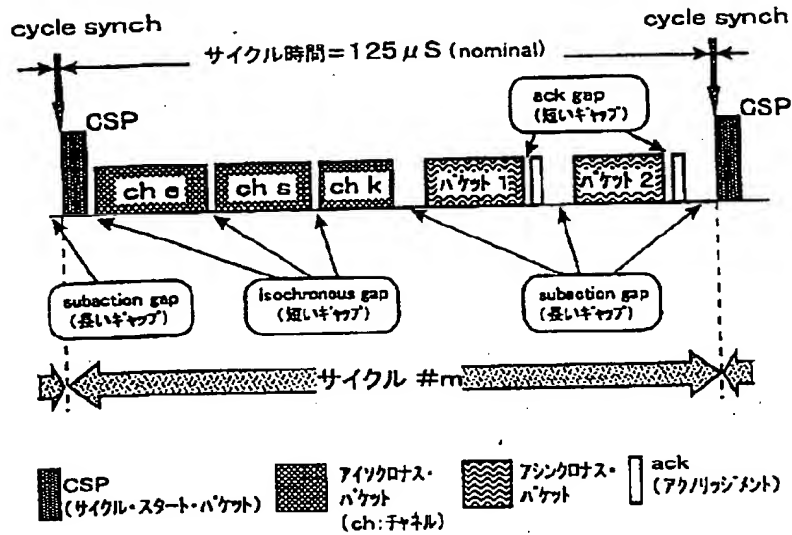 cycle synch
cycle synch
サイクル時間=125μS (nominal)
CSP
ack gap
(短いギャップ)
CSP
ch e
ch s
ch k
パケット 1
パケット 2
subaction gap
(長いギャップ)
isochronous gap
(短いギャップ)
subaction gap
(長いギャップ)
サイクル #m
CSP
(サイクル・スタート・パケット)
アイソクロナス・
パケット
(ch:チャネル)
アシンクロナス・
パケット
ack
(アクノリッジメント)